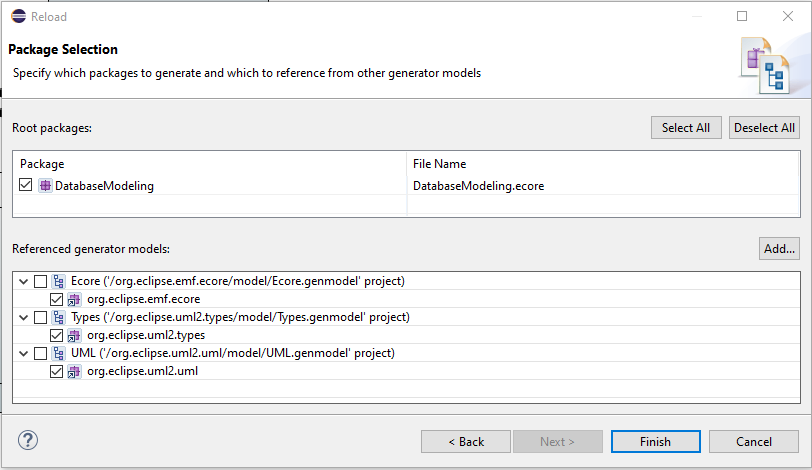 Reload
Package Selection
Specify which packages to generate and which to reference from other generator models
Root packages:
Select All
Deselect All
Package
File Name
DatabaseModeling
DatabaseModeling.ecore
Referenced generator models:
Add...
Ecore ('/org.eclipse.emf.ecore/model/Ecore.genmodel' project)
org.eclipse.emf.ecore
Types ('/org.eclipse.uml2.types/model/Types.genmodel' project)
org.eclipse.uml2.types
UML ('/org.eclipse.uml2.uml/model/UML.genmodel' project)
org.eclipse.uml2.uml
?
< Back
Next >
Finish
Cancel